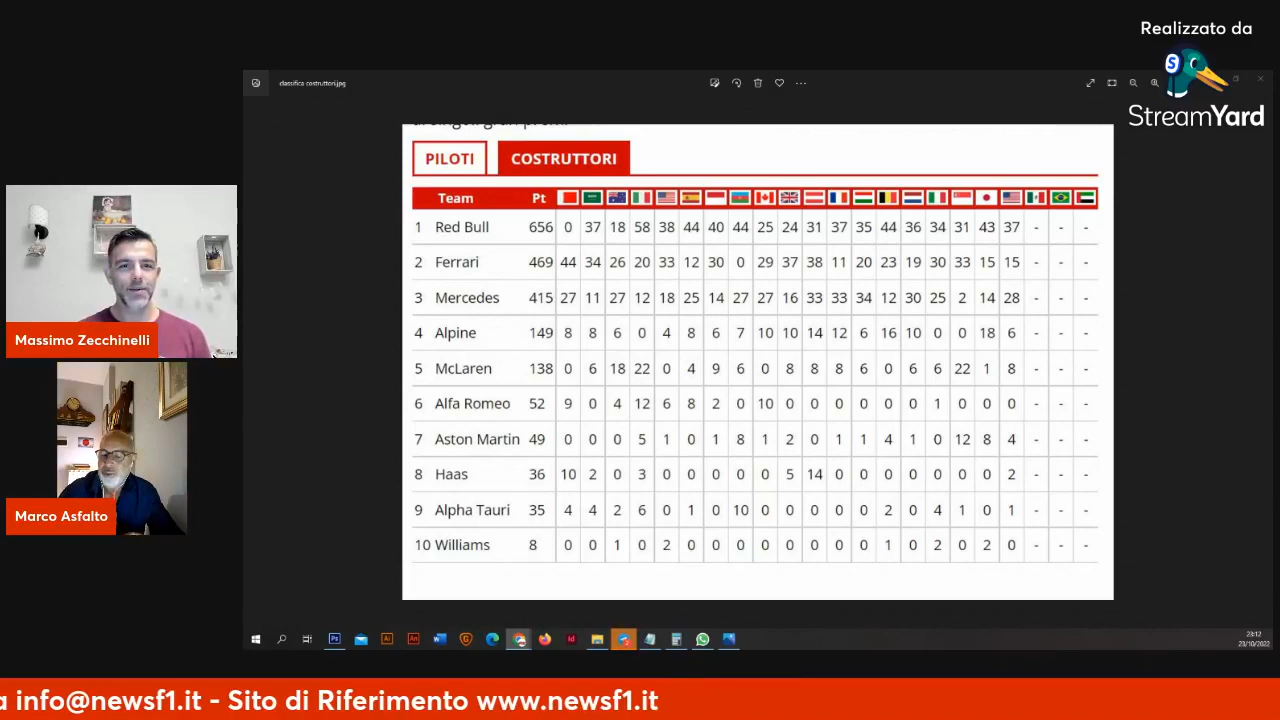 Realizzato da
StreamYard
classifica costruttori.jpg
PILOTI COSTRUTTORI
Team Pt
1 Red Bull 656 0 37 18 58 38 44 40 44 25 24 31 37 35 44 36 34 31 43 37 - - -
2 Ferrari 469 44 34 26 20 33 12 30 0 29 37 38 11 20 23 19 30 33 15 15 - - -
3 Mercedes 415 27 11 27 12 18 25 14 27 27 16 33 33 34 12 30 25 2 14 28 - - -
4 Alpine 149 8 8 6 0 4 8 6 7 10 10 14 12 6 16 10 0 0 18 6 - - -
5 McLaren 138 0 6 18 22 0 4 9 6 0 8 8 8 6 0 6 6 22 1 8 - - -
6 Alfa Romeo 52 9 0 4 12 6 8 2 0 10 0 0 0 0 0 0 1 0 0 0 - - -
7 Aston Martin 49 0 0 0 5 1 0 1 8 1 2 0 1 1 4 1 0 12 8 4 - - -
8 Haas 36 10 2 0 3 0 0 0 0 0 5 14 0 0 0 0 0 0 0 2 - - -
9 Alpha Tauri 35 4 4 2 6 0 1 0 10 0 0 0 0 0 2 0 4 1 0 1 - - -
10 Williams 8 0 0 1 0 2 0 0 0 0 0 0 0 0 1 0 2 0 2 0 - - -
Massimo Zecchinelli
Marco Asfalto
23:12
23/10/2022
a info@newsf1.it - Sito di Riferimento www.newsf1.it